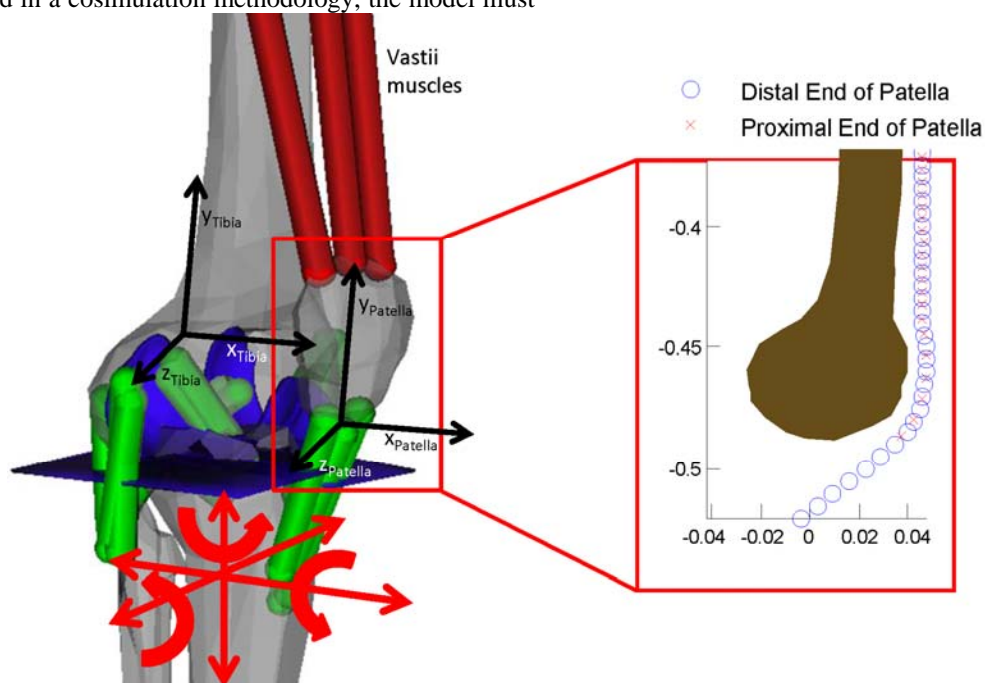 d in a cosimulation methodology, the model must
Vastii
muscles
Distal End of Patella
Proximal End of Patella
yTibia
xTibia
zTibia
yPatella
xPatella
zPatella
-0.4
-0.45
-0.5
-0.04 -0.02 0 0.02 0.04